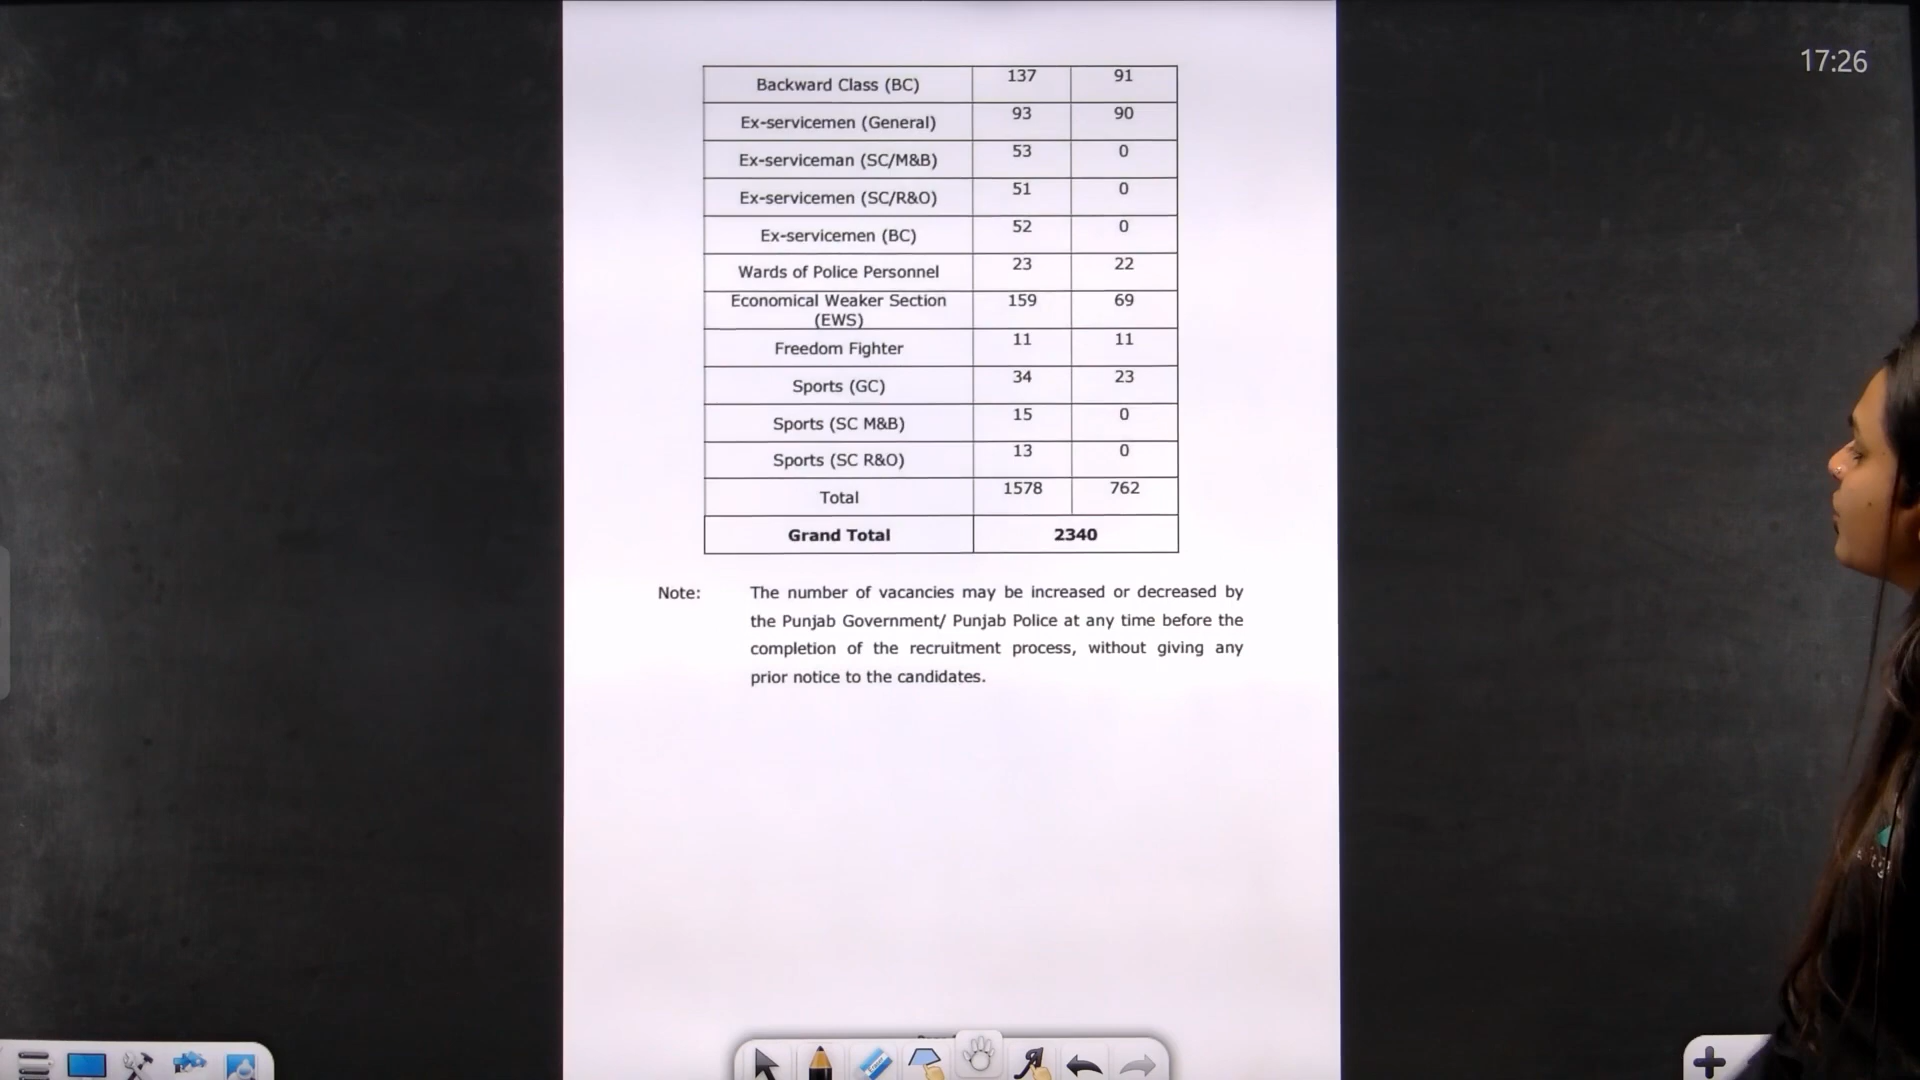 17:26
Backward Class (BC) 137 91
Ex-servicemen (General) 93 90
Ex-serviceman (SC/M&B) 53 0
Ex-servicemen (SC/R&O) 51 0
Ex-servicemen (BC) 52 0
Wards of Police Personnel 23 22
Economical Weaker Section 159 69
(EWS)
Freedom Fighter 11 11
Sports (GC) 34 23
Sports (SC M&B) 15 0
Sports (SC R&O) 13 0
Total 1578 762
Grand Total 2340
Note: The number of vacancies may be increased or decreased by
the Punjab Government/ Punjab Police at any time before the
completion of the recruitment process, without giving any
prior notice to the candidates.